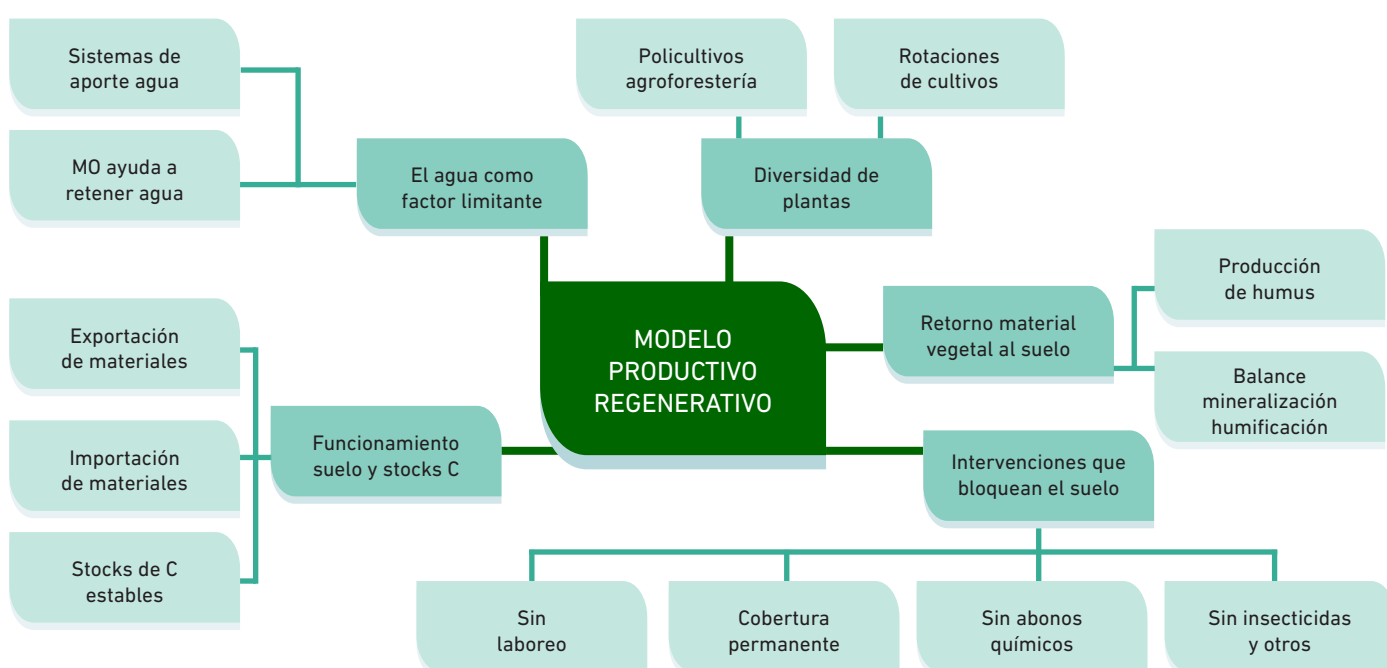 Sistemas de
aporte agua
MO ayuda a
retener agua
El agua como
factor limitante
Policultivos
agroforestería
Rotaciones
de cultivos
Diversidad de
plantas
MODELO
PRODUCTIVO
REGENERATIVO
Retorno material
vegetal al suelo
Producción
de humus
Balance
mineralización
humificación
Exportación
de materiales
Importación
de materiales
Stocks de C
estables
Funcionamiento
suelo y stocks C
Intervenciones que
bloquean el suelo
Sin
laboreo
Cobertura
permanente
Sin abonos
químicos
Sin insecticidas
y otros